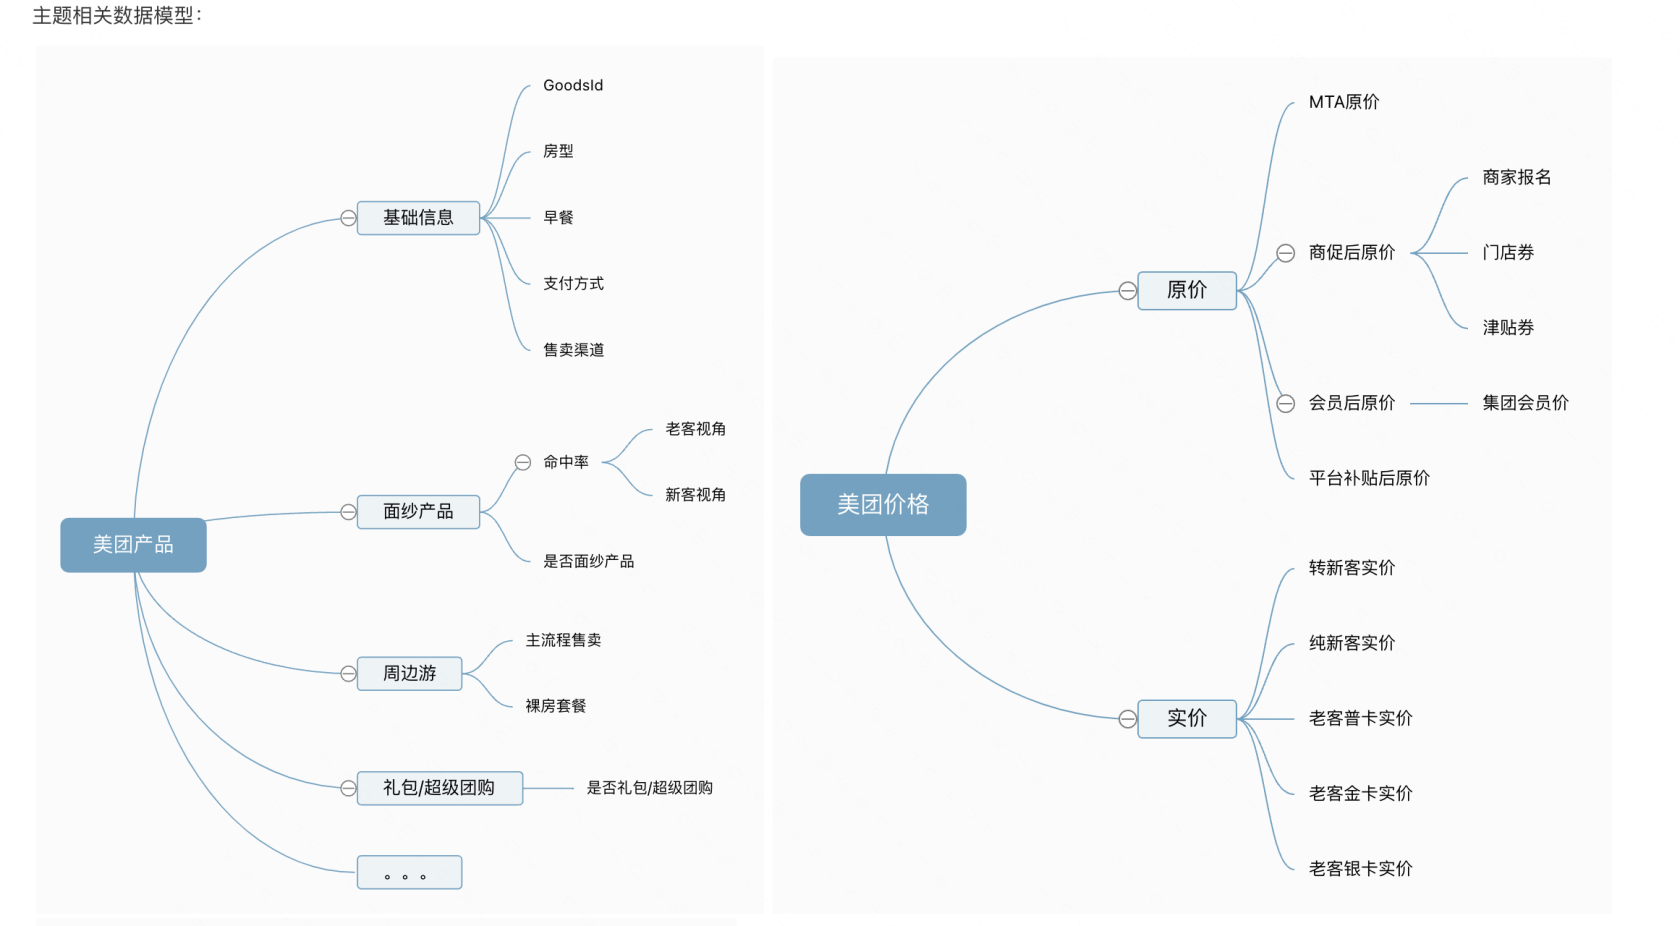 主题相关数据模型：
美团产品
基础信息
GoodsId
房型
早餐
支付方式
售卖渠道
面纱产品
命中率
老客视角
新客视角
是否面纱产品
周边游
主流程售卖
裸房套餐
礼包/超级团购
是否礼包/超级团购
。。。
美团价格
原价
MTA原价
商促后原价
商家报名
门店券
津贴券
会员后原价
集团会员价
平台补贴后原价
实价
转新客实价
纯新客实价
老客普卡实价
老客金卡实价
老客银卡实价